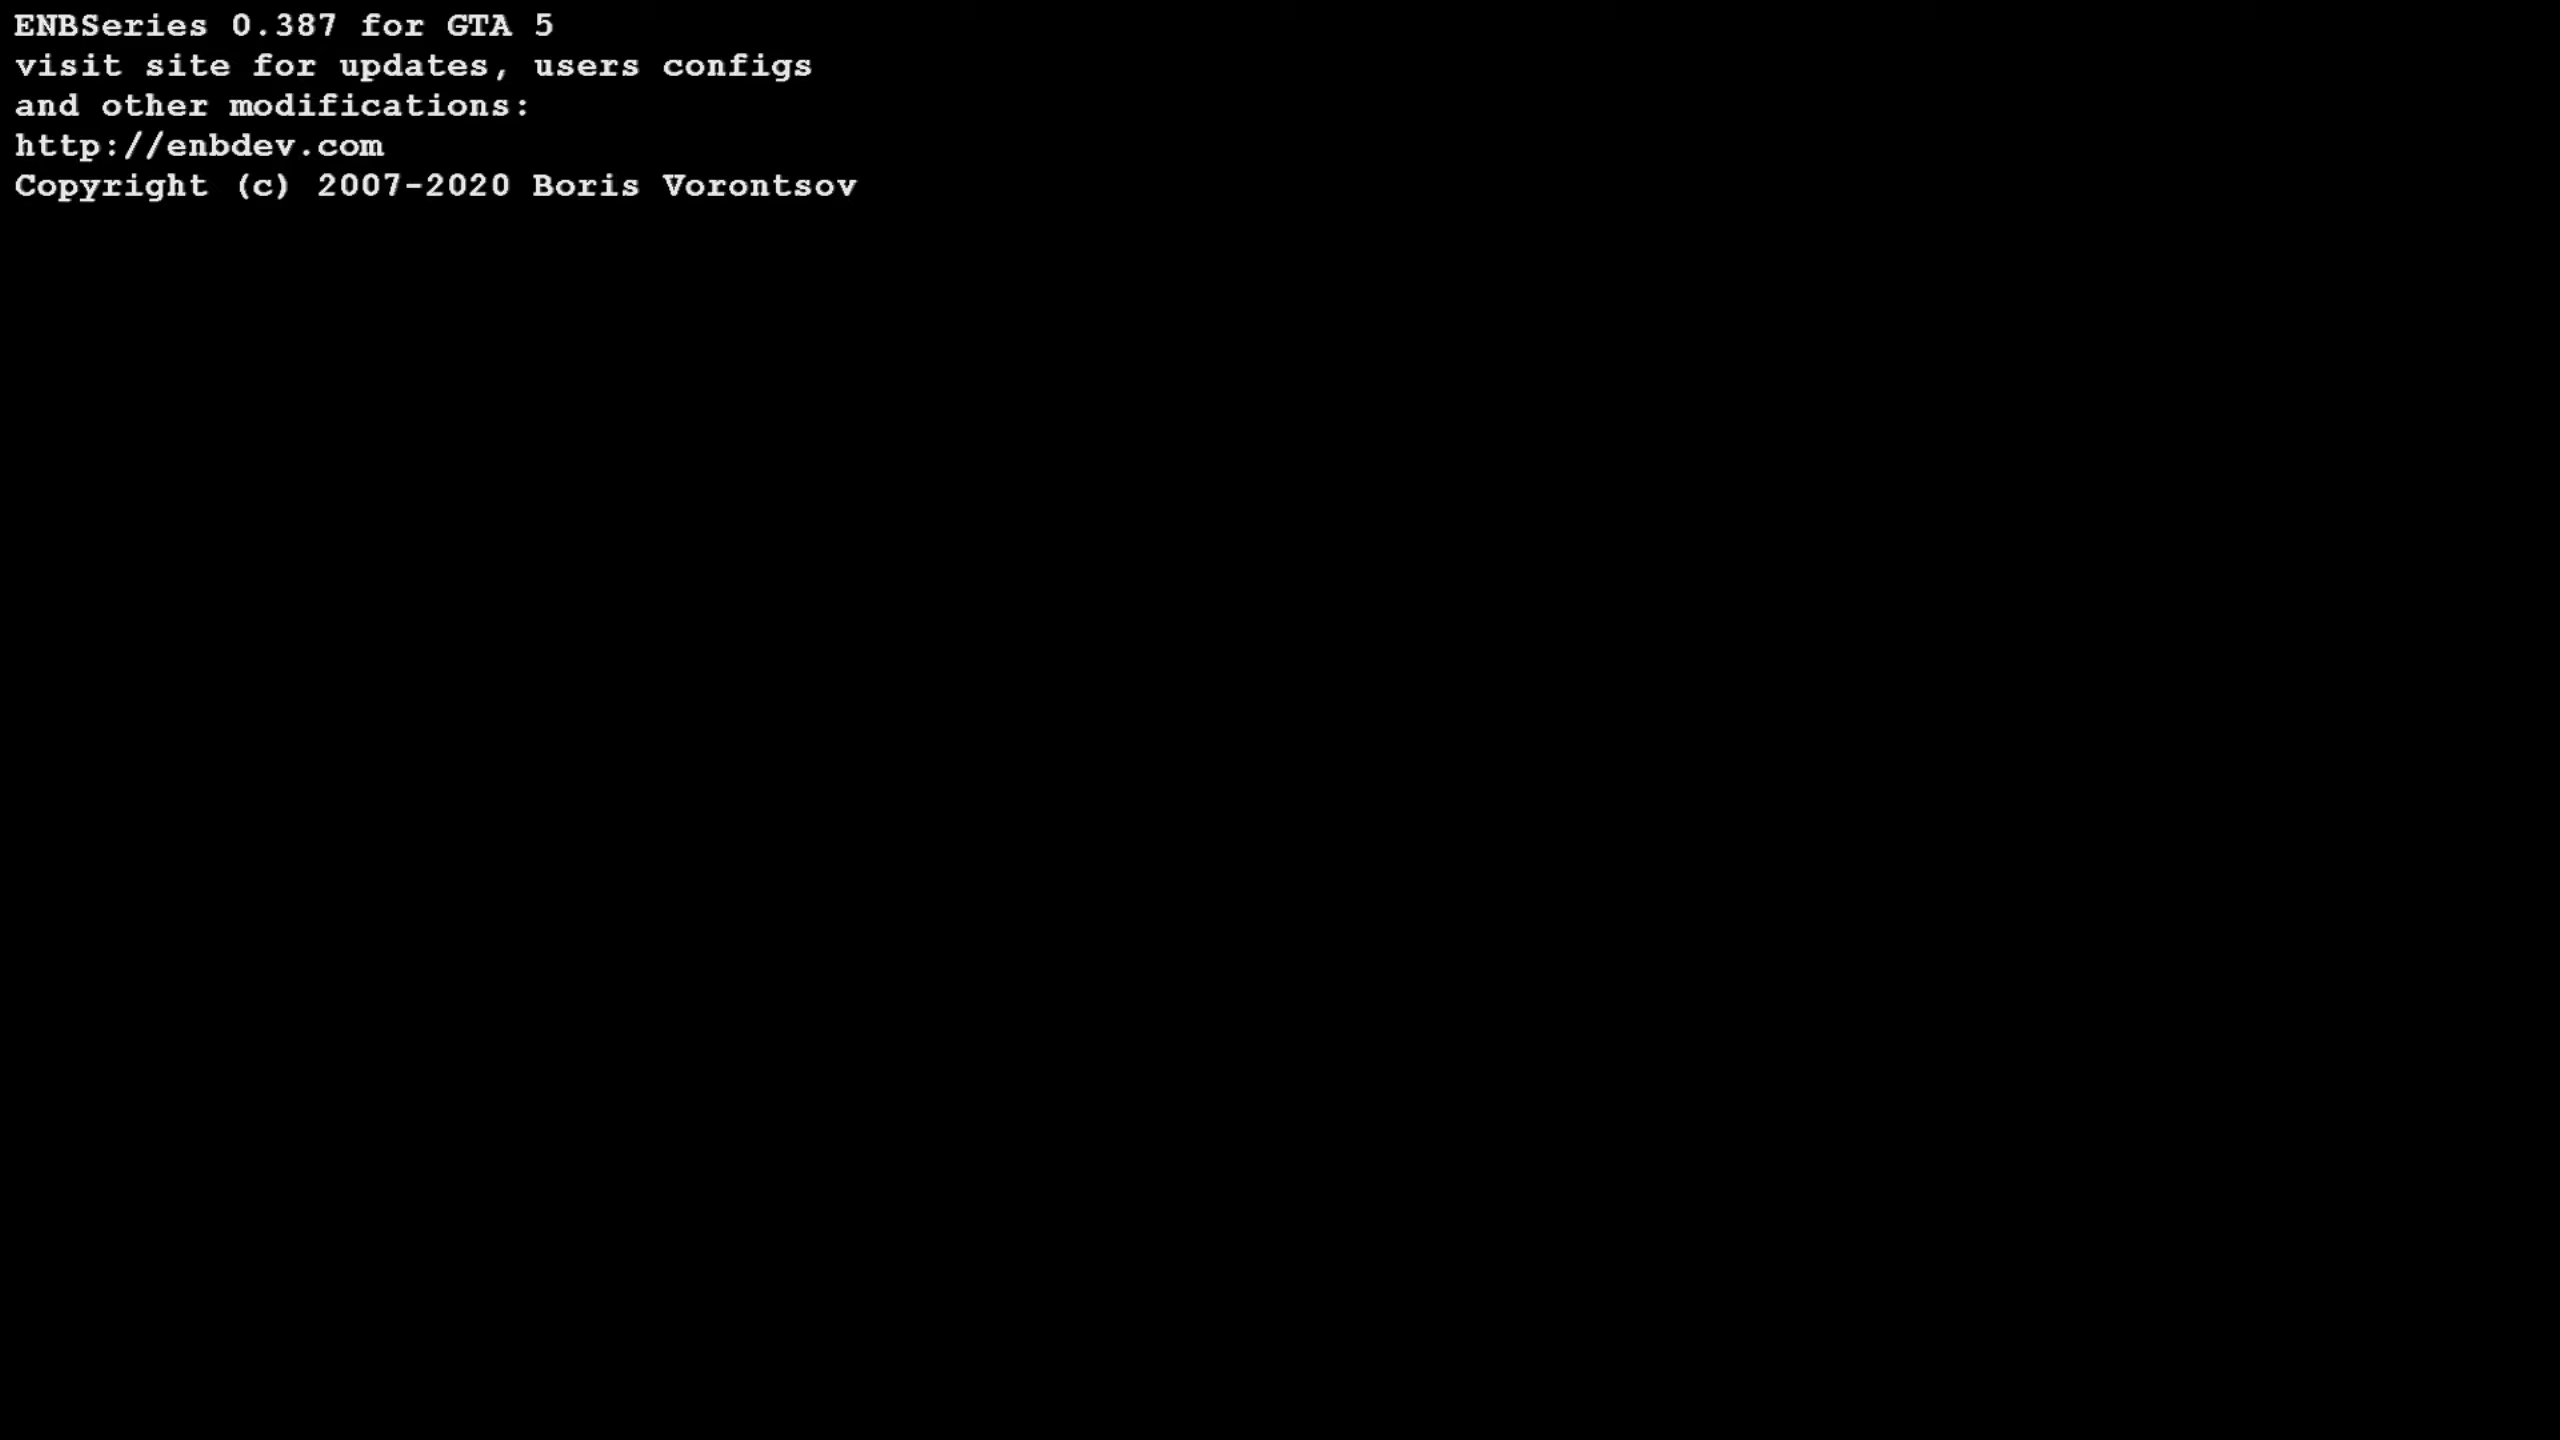 ENBSeries 0.387 for GTA 5
visit site for updates, users configs
and other modifications:
http://enbdev.com
Copyright (c) 2007-2020 Boris Vorontsov